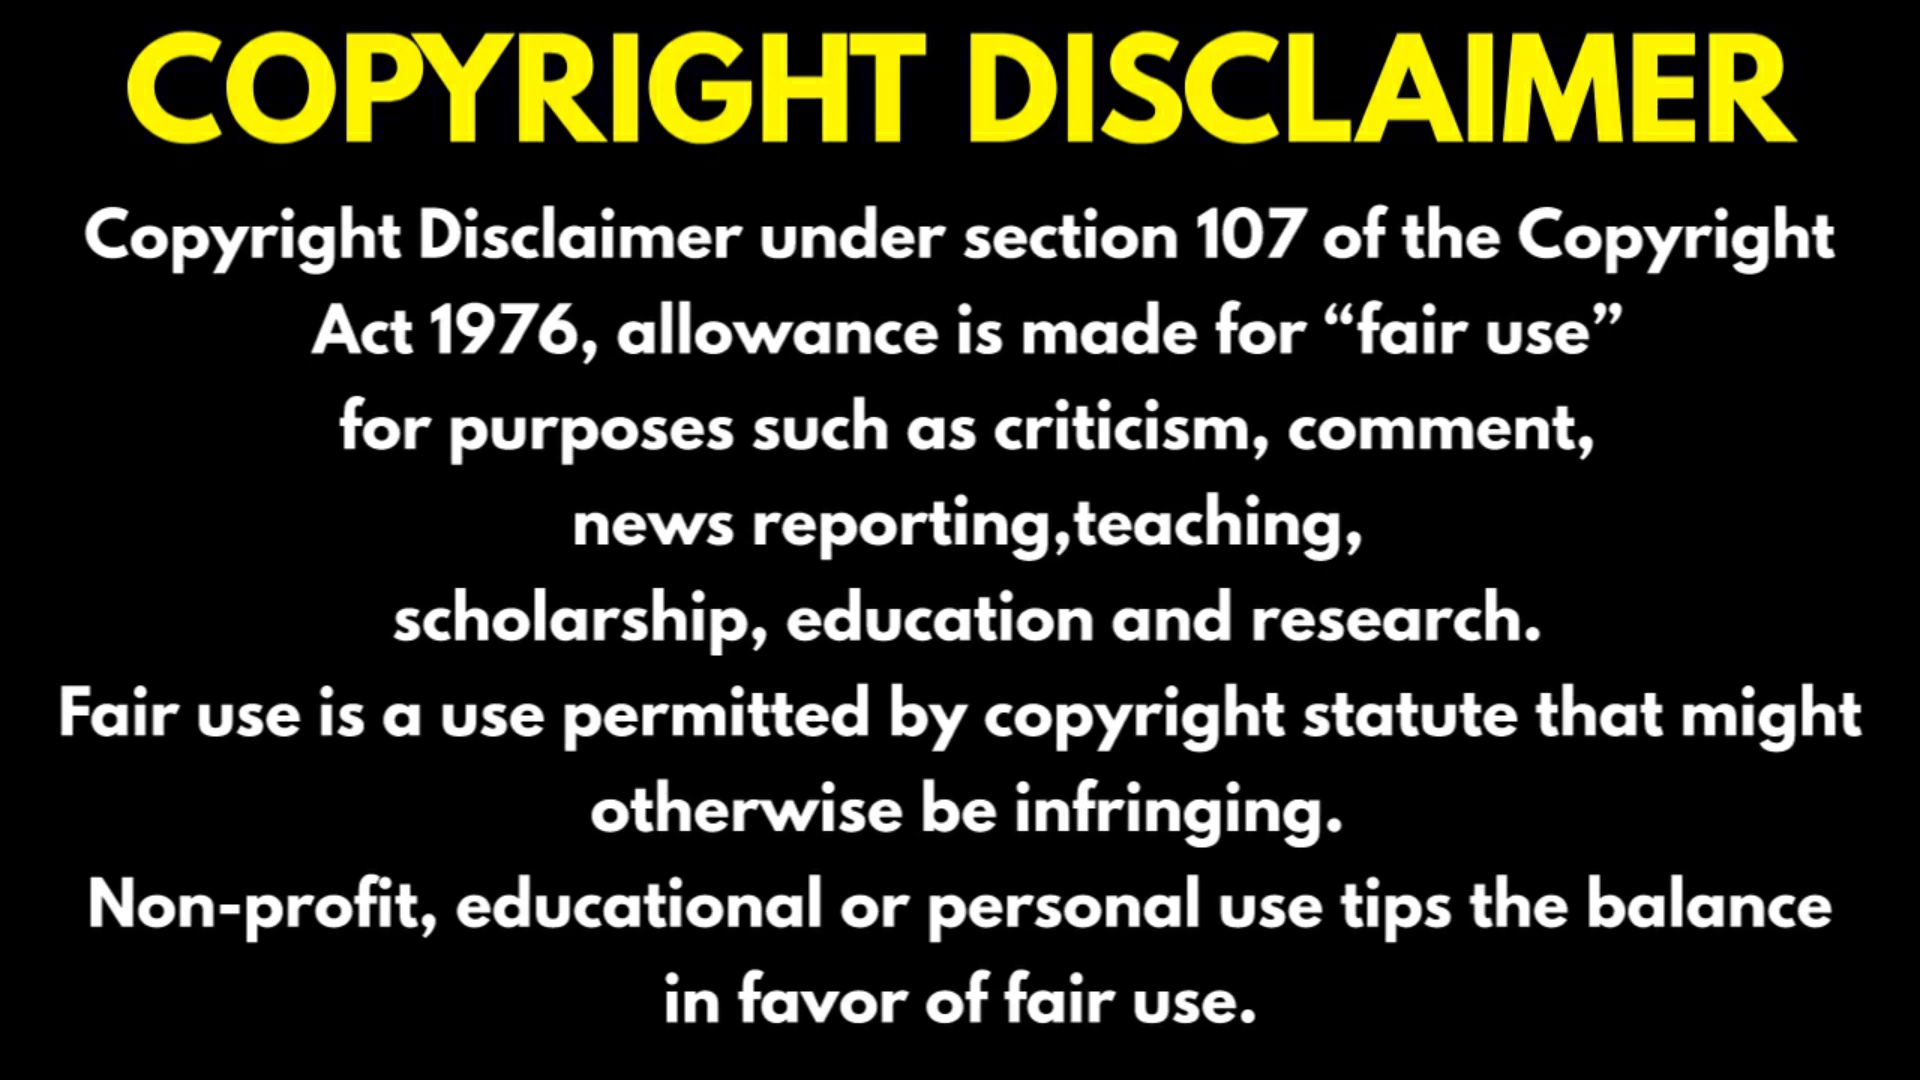 COPYRIGHT DISCLAIMER
Copyright Disclaimer under section 107 of the Copyright
Act 1976, allowance is made for “fair use”
for purposes such as criticism, comment,
news reporting,teaching,
scholarship, education and research.
Fair use is a use permitted by copyright statute that might
otherwise be infringing.
Non-profit, educational or personal use tips the balance
in favor of fair use.